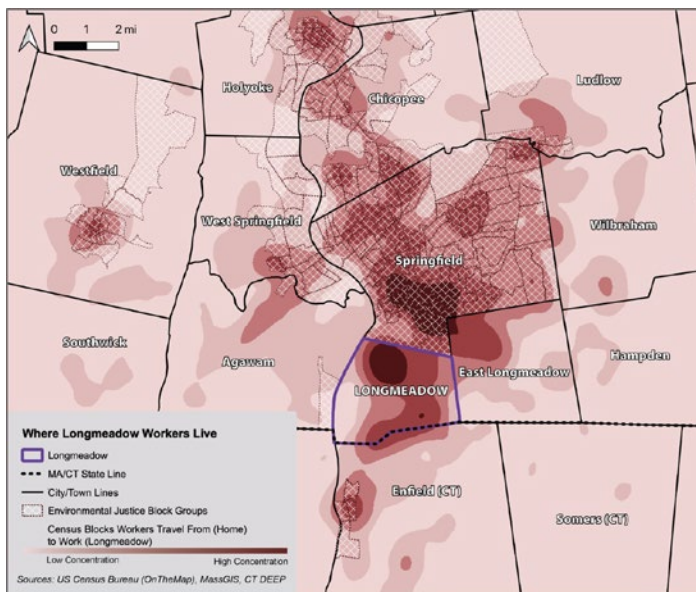 0 1 2 mi
Holyoke
Chicopee
Ludlow
Westfield
West Springfield
Wilbraham
Springfield
Southwick
Agawam
LONGMEADOW
East Longmeadow
Hampden
Enfield (CT)
Somers (CT)
Where Longmeadow Workers Live
Longmeadow
MA/CT State Line
City/Town Lines
Environmental Justice Block Groups
Census Blocks Workers Travel From (Home)
to Work (Longmeadow)
Low Concentration High Concentration
Sources: US Census Bureau (OnTheMap), MassGIS, CT DEEP